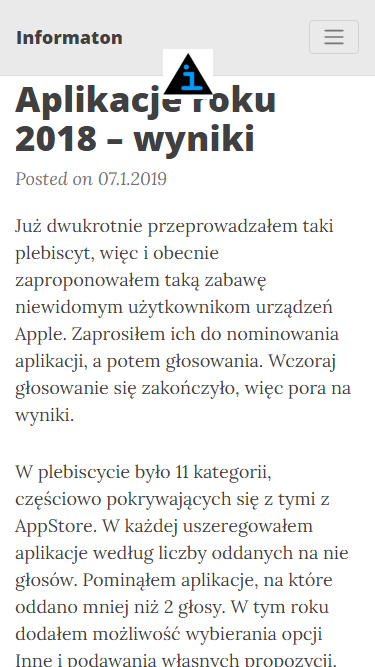 Informaton
i
Aplikacje roku
2018 – wyniki
Posted on 07.1.2019
Już dwukrotnie przeprowadzałem taki
plebiscyt, więc i obecnie
zaproponowałem taką zabawę
niewidomym użytkownikom urządzeń
Apple. Zaprosiłem ich do nominowania
aplikacji, a potem głosowania. Wczoraj
głosowanie się zakończyło, więc pora na
wyniki.
W plebiscycie było 11 kategorii,
częściowo pokrywających się z tymi z
AppStore. W każdej uszeregowałem
aplikacje według liczby oddanych na nie
głosów. Pominąłem aplikacje, na które
oddano mniej niż 2 głosy. W tym roku
dodałem możliwość wybierania opcji
Inne i podawania własnych propozycji.